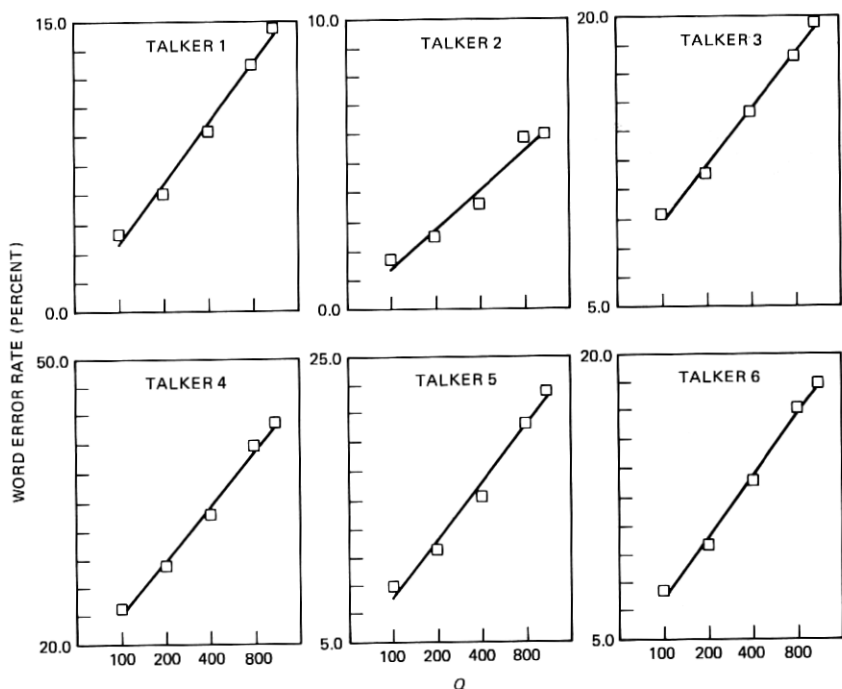 15.0
TALKER 1
0.0
10.0
TALKER 2
0.0
20.0
TALKER 3
5.0
WORD ERROR RATE (PERCENT)
50.0
TALKER 4
20.0
100 200 400 800
25.0
TALKER 5
5.0
100 200 400 800
20.0
TALKER 6
5.0
100 200 400 800
Q